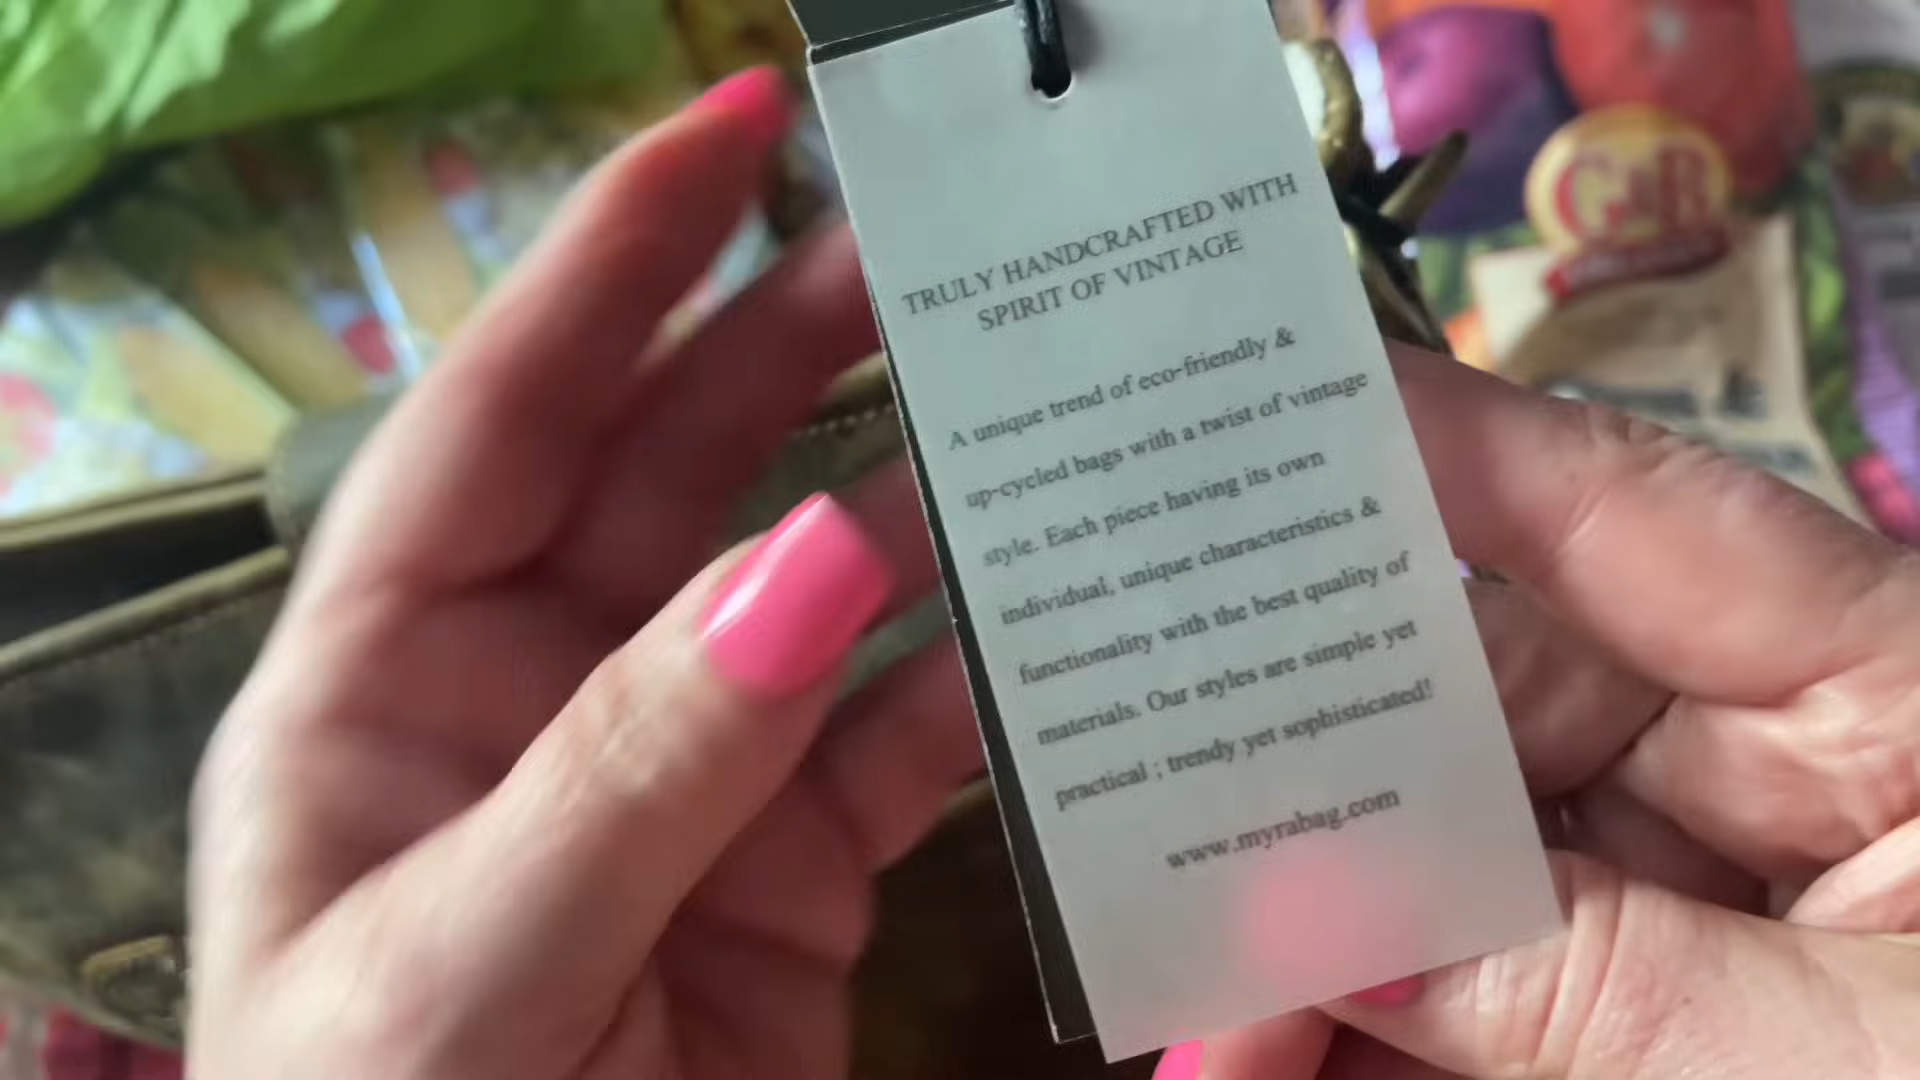 TRULY HANDCRAFTED WITH
SPIRIT OF VINTAGE
A unique trend of eco-friendly &
up-cycled bags with a twist of vintage
style. Each piece having its own
individual, unique characteristics &
functionality with the best quality of
materials. Our styles are simple yet
practical ; trendy yet sophisticated!
www.myrabag.com